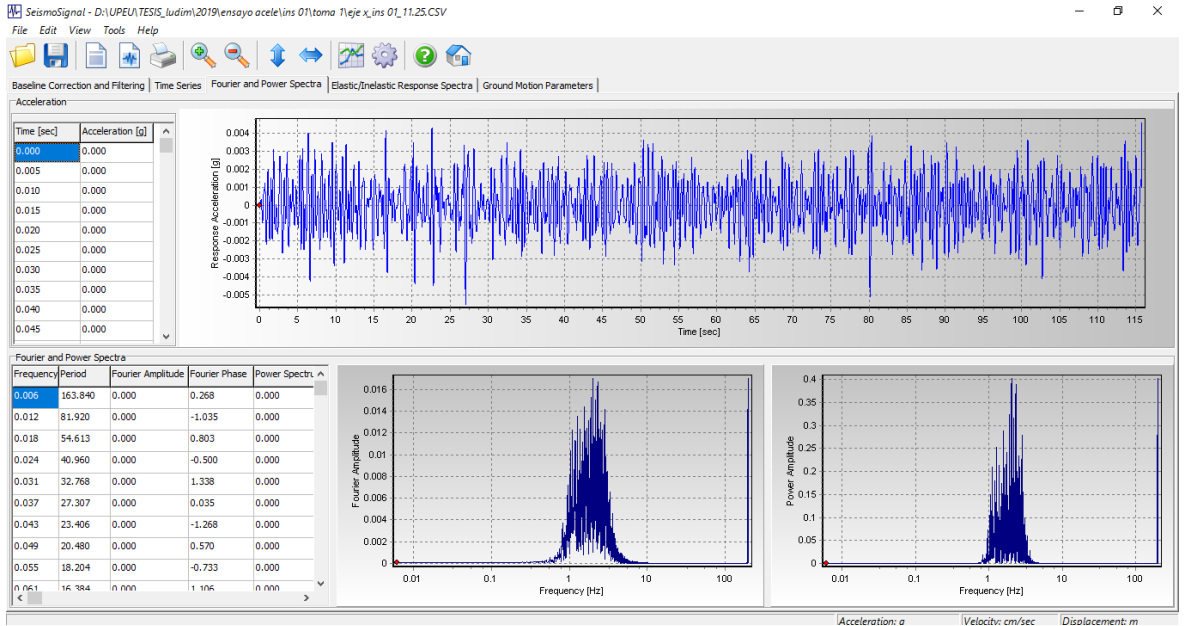 SeismoSignal - D:\UPEU\TESIS_ludim\2019\ensayo acele\ins 01\toma 1\eje x_ins 01_11.25.CSV
File Edit View Tools Help
Baseline Correction and Filtering Time Series Fourier and Power Spectra Elastic/Inelastic Response Spectra Ground Motion Parameters
Acceleration
Time [sec] Acceleration [g]
0.000 0.000
0.005 0.000
0.010 0.000
0.015 0.000
0.020 0.000
0.025 0.000
0.030 0.000
0.035 0.000
0.040 0.000
0.045 0.000
Response Acceleration [g]
0.004
0.003
0.002
0.001
0
-0.001
-0.002
-0.003
-0.004
-0.005
0 5 10 15 20 25 30 35 40 45 50 55 60 65 70 75 80 85 90 95 100 105 110 115
Time [sec]
Fourier and Power Spectra
Frequency Period Fourier Amplitude Fourier Phase Power Spectru
0.006 163.840 0.000 0.268 0.000
0.012 81.920 0.000 -1.035 0.000
0.018 54.613 0.000 0.803 0.000
0.024 40.960 0.000 -0.500 0.000
0.031 32.768 0.000 1.338 0.000
0.037 27.307 0.000 0.035 0.000
0.043 23.406 0.000 -1.268 0.000
0.049 20.480 0.000 0.570 0.000
0.055 18.204 0.000 -0.733 0.000
0.061 16.384 0.000 1.106 0.000
Fourier Amplitude
0.016
0.014
0.012
0.01
0.008
0.006
0.004
0.002
0
0.01 0.1 1 10 100
Frequency [Hz]
Power Amplitude
0.4
0.35
0.3
0.25
0.2
0.15
0.1
0.05
0
0.01 0.1 1 10 100
Frequency [Hz]
Acceleration: g Velocity: cm/sec Displacement: m